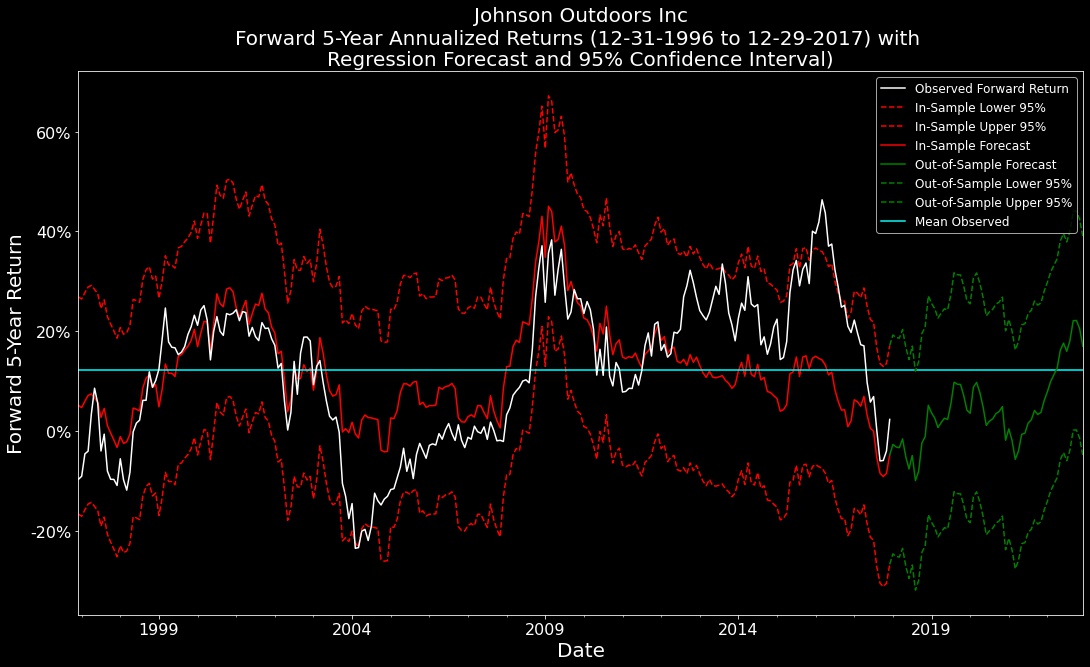 Johnson Outdoors Inc
Forward 5-Year Annualized Returns (12-31-1996 to 12-29-2017) with
Regression Forecast and 95% Confidence Interval)
Observed Forward Return
In-Sample Lower 95%
In-Sample Upper 95%
In-Sample Forecast
Out-of-Sample Forecast
Out-of-Sample Lower 95%
Out-of-Sample Upper 95%
Mean Observed
Forward 5-Year Return
60%
40%
20%
0%
-20%
1999
2004
2009
2014
2019
Date